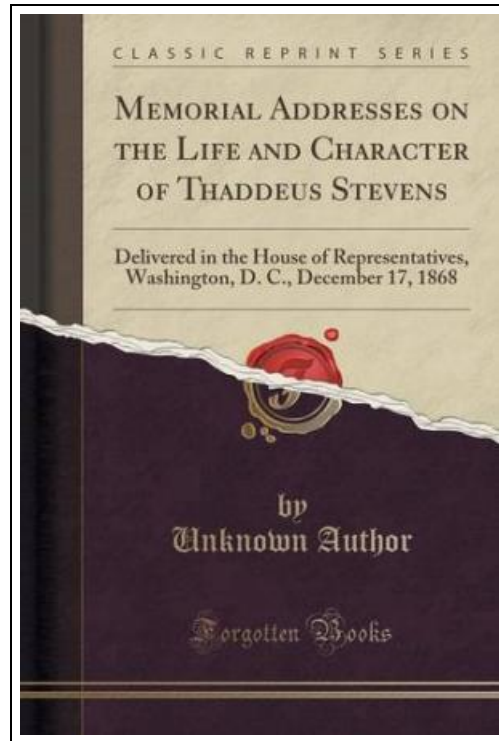 CLASSIC REPRINT SERIES
MEMORIAL ADDRESSES ON
THE LIFE AND CHARACTER
OF THADDEUS STEVENS
Delivered in the House of Representatives,
Washington, D. C., December 17, 1868
F
by
Unknown Author
Forgotten Books